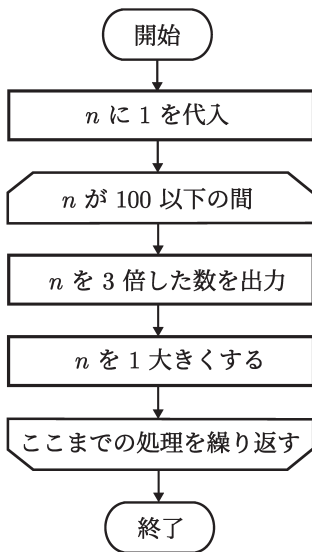 開始
n に 1 を代入
n が 100 以下の間
n を 3 倍した数を出力
n を 1 大きくする
ここまでの処理を繰り返す
終了